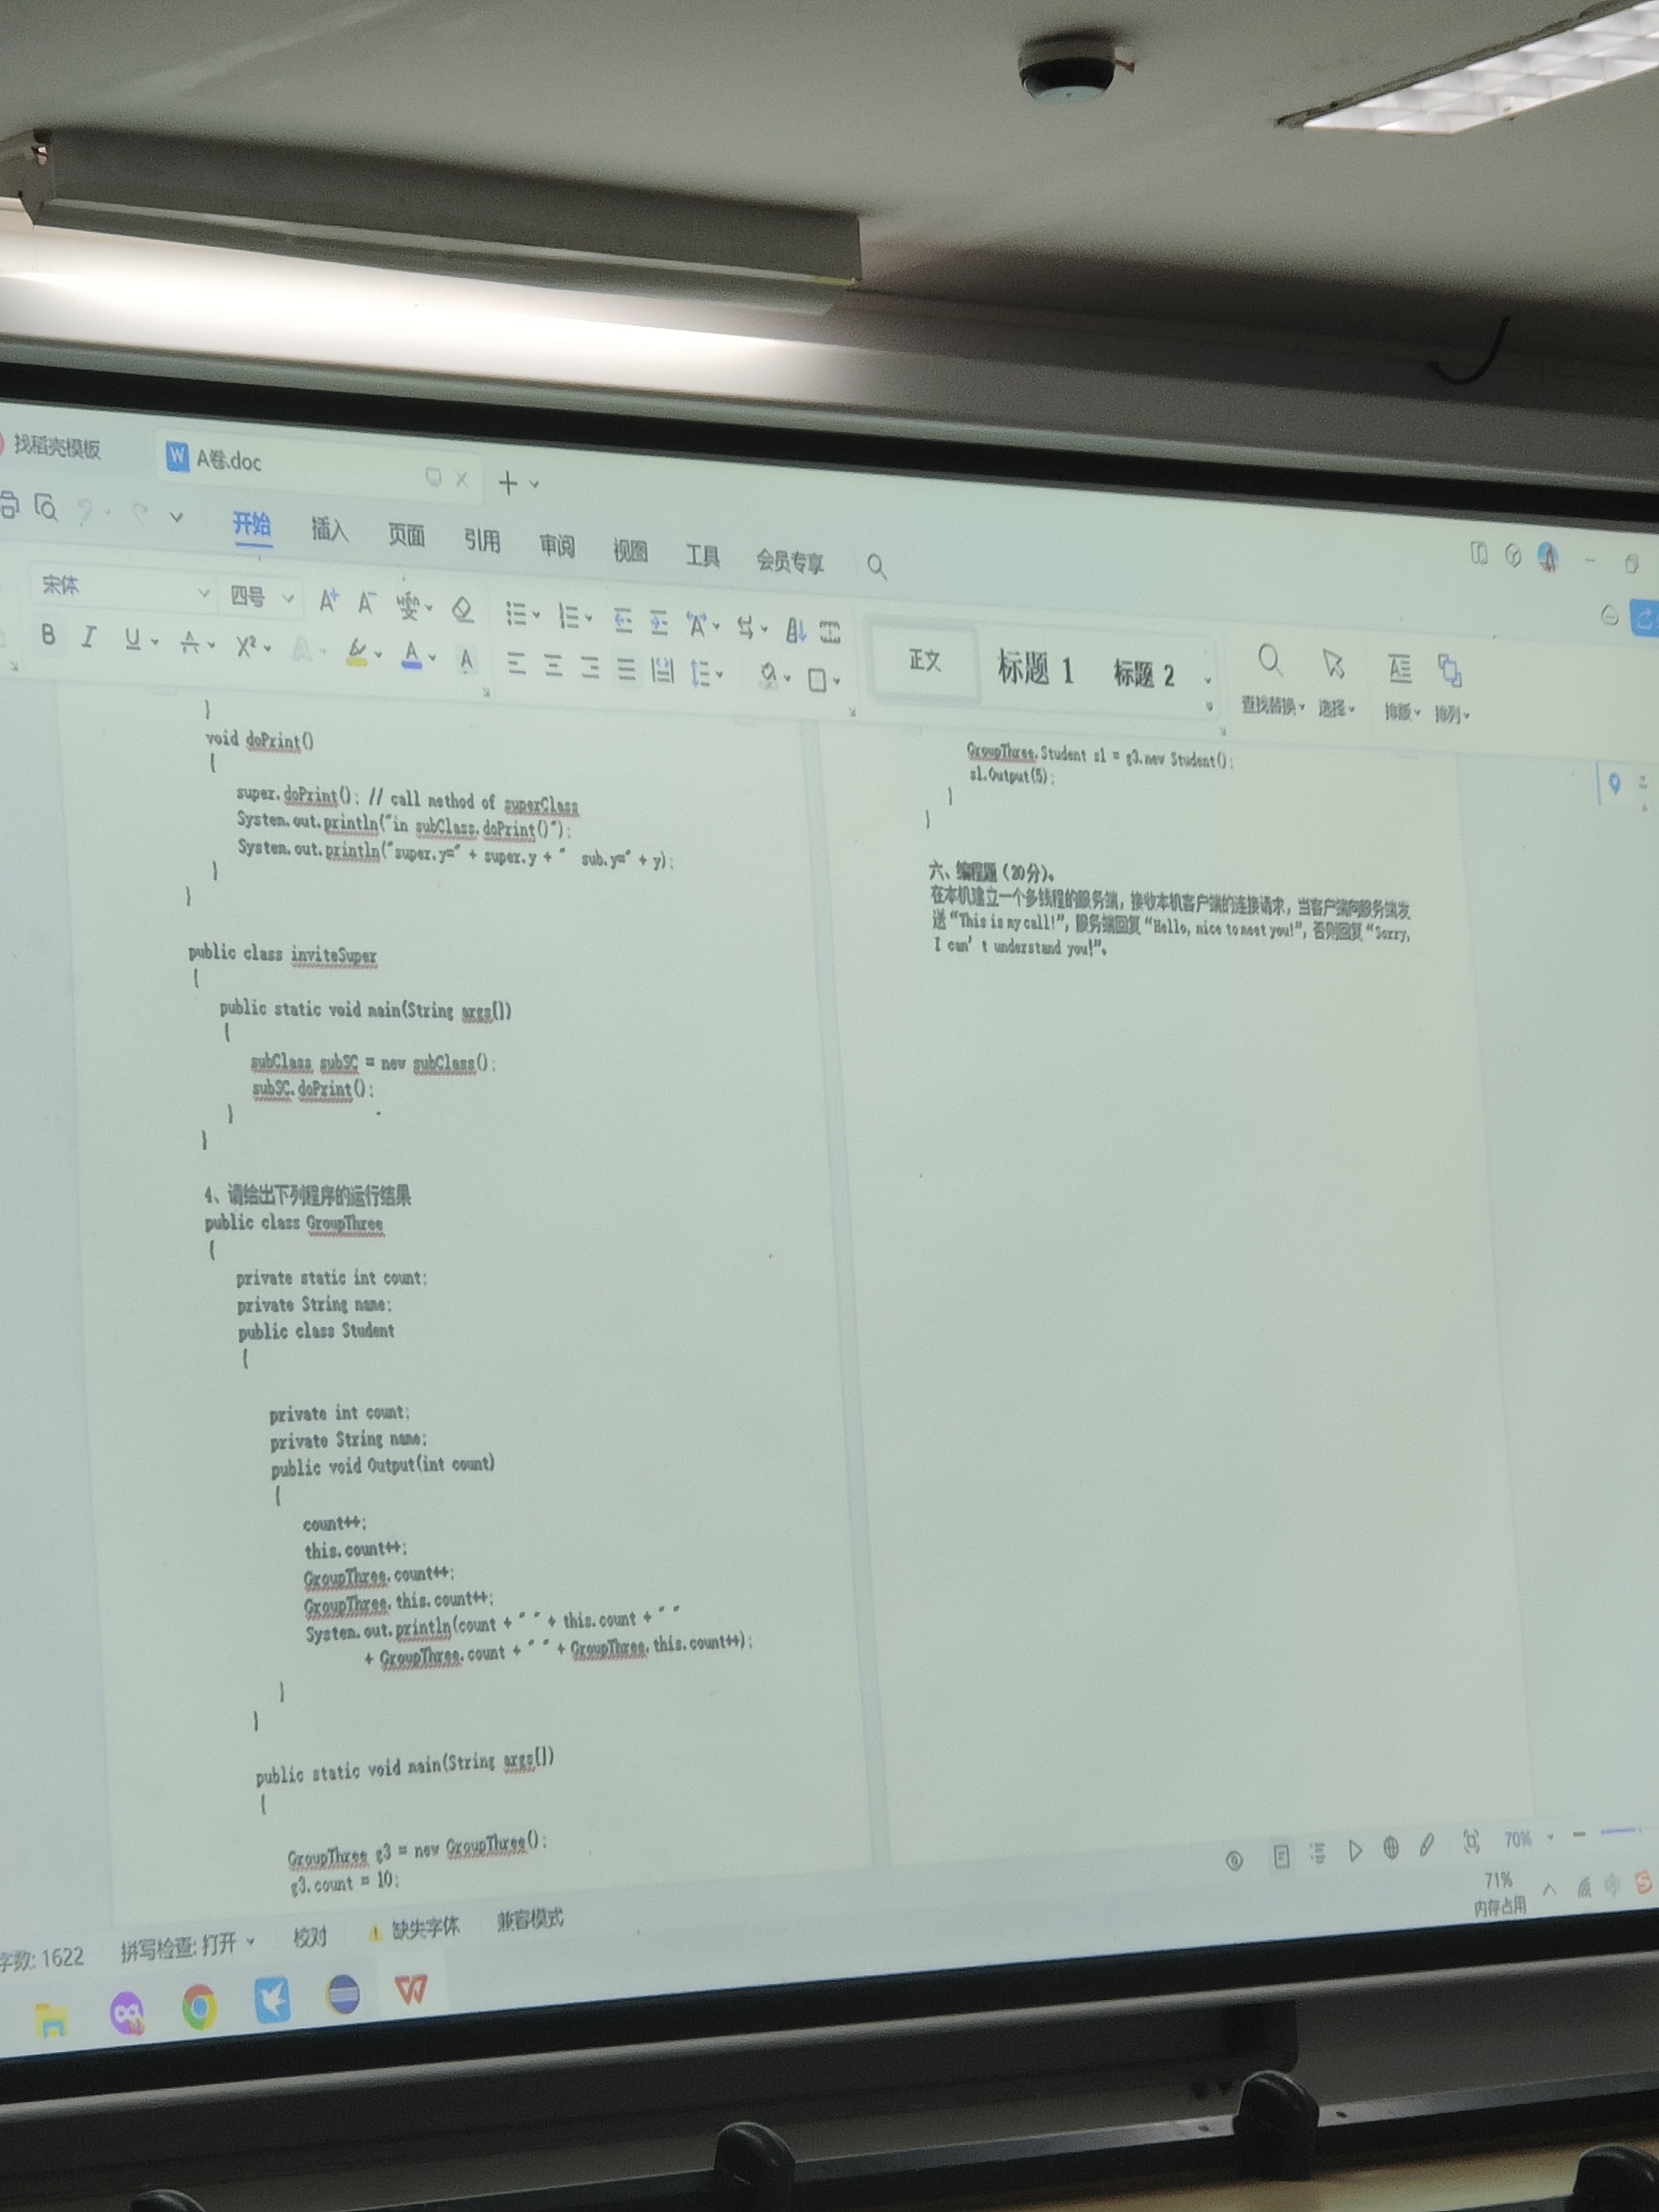 找稻壳模板
A卷.doc
开始 插入 页面 引用 审阅 视图 工具 会员专享
宋体 四号
正文 标题 1 标题 2
查找替换 选择 排版 排列
}
void doPrint()
{
super.doPrint(); // call method of superClass
System.out.println("in subClass.doPrint()");
System.out.println("super.y=" + super.y + "  sub.y=" + y);
}
}
public class inviteSuper
{
public static void main(String args[])
{
subClass subSC = new subClass();
subSC.doPrint();
}
}
4、请给出下列程序的运行结果
public class GroupThree
{
private static int count;
private String name;
public class Student
{
private int count;
private String name;
public void Output(int count)
{
count++;
this.count++;
GroupThree.count++;
GroupThree.this.count++;
System.out.println(count + " " + this.count + " "
+ GroupThree.count + " " + GroupThree.this.count++);
}
}
public static void main(String args[])
{
GroupThree g3 = new GroupThree();
g3.count = 10;
GroupThree.Student s1 = g3.new Student();
s1.Output(5);
}
}
六、编程题（20分）。
在本机建立一个多线程的服务端，接收本机客户端的连接请求，当客户端向服务端发
送“This is my call!”，服务端回复“Hello, nice to meet you!”，否则回复“Sorry,
I can’t understand you!”。
70%
字数: 1622 拼写检查: 打开 校对 缺失字体 兼容模式
71%
内存占用